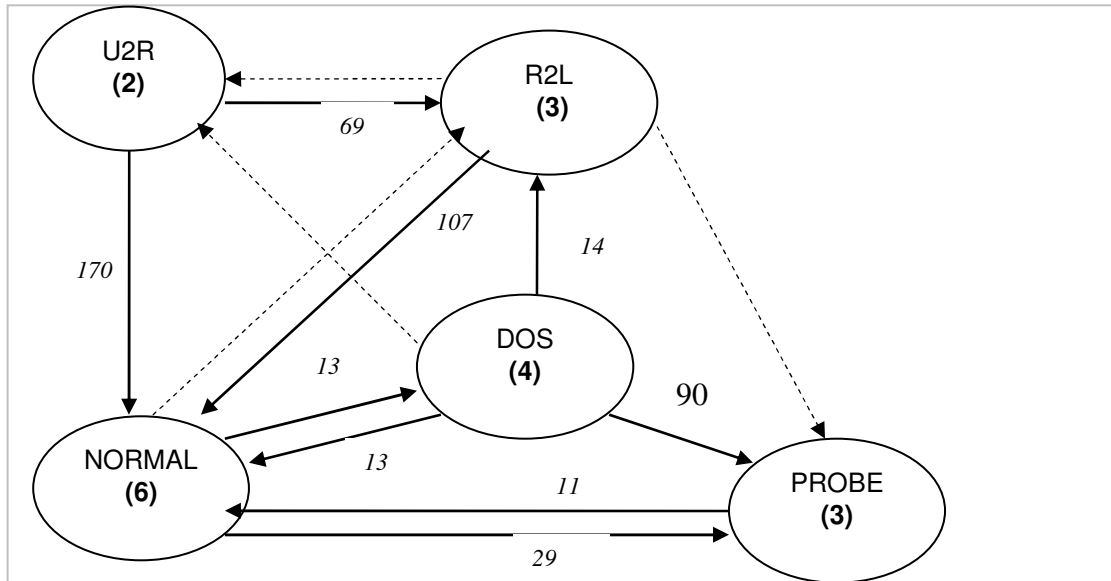 U2R
(2)
R2L
(3)
69
107
14
170
DOS
(4)
13
90
NORMAL
(6)
13
11
PROBE
(3)
29